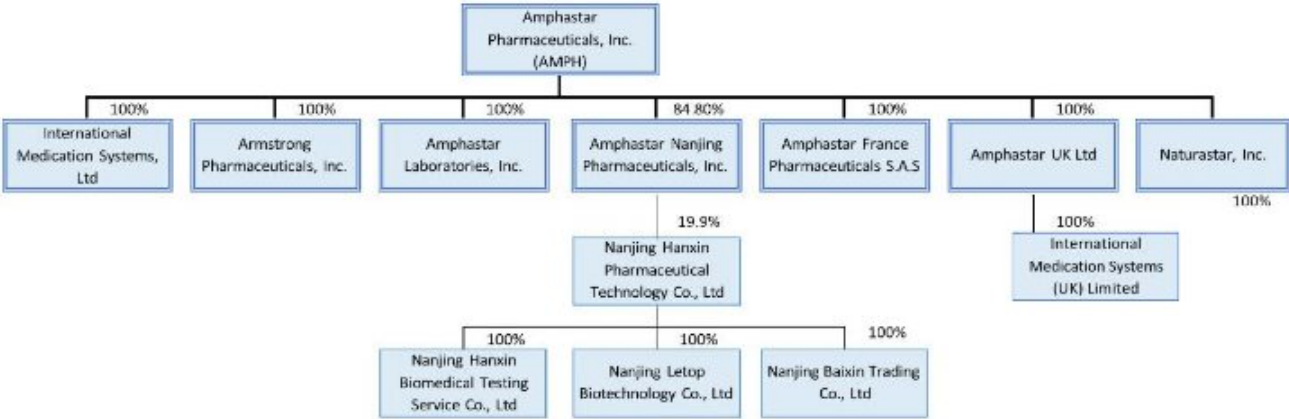 Amphastar
Pharmaceuticals, Inc.
(AMPH)
100%
100%
100%
84.80%
100%
100%
International
Medication Systems,
Ltd
Armstrong
Pharmaceuticals, Inc.
Amphastar
Laboratories, Inc.
Amphastar Nanjing
Pharmaceuticals, Inc.
Amphastar France
Pharmaceuticals S.A.S
Amphastar UK Ltd
Naturastar, Inc.
100%
19.9%
100%
Nanjing Hanxin
Pharmaceutical
Technology Co., Ltd
International
Medication Systems
(UK) Limited
100%
100%
100%
Nanjing Hanxin
Biomedical Testing
Service Co., Ltd
Nanjing Letop
Biotechnology Co., Ltd
Nanjing Baixin Trading
Co., Ltd